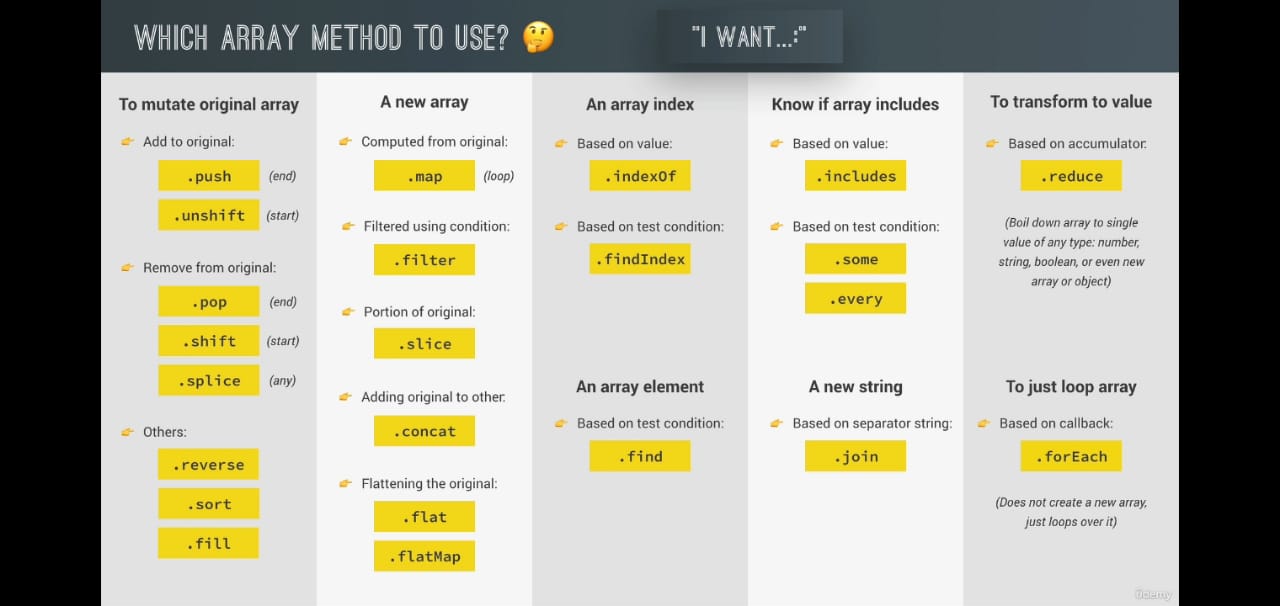 WHICH ARRAY METHOD TO USE? 🤔
"I WANT...:"
To mutate original array
👉 Add to original:
.push (end)
.unshift (start)
👉 Remove from original:
.pop (end)
.shift (start)
.splice (any)
👉 Others:
.reverse
.sort
.fill
A new array
👉 Computed from original:
.map (loop)
👉 Filtered using condition:
.filter
👉 Portion of original:
.slice
👉 Adding original to other:
.concat
👉 Flattening the original:
.flat
.flatMap
An array index
👉 Based on value:
.indexOf
👉 Based on test condition:
.findIndex
An array element
👉 Based on test condition:
.find
Know if array includes
👉 Based on value:
.includes
👉 Based on test condition:
.some
.every
A new string
👉 Based on separator string:
.join
To transform to value
👉 Based on accumulator:
.reduce
(Boil down array to single
value of any type: number,
string, boolean, or even new
array or object)
To just loop array
👉 Based on callback:
.forEach
(Does not create a new array,
just loops over it)
ûdemy